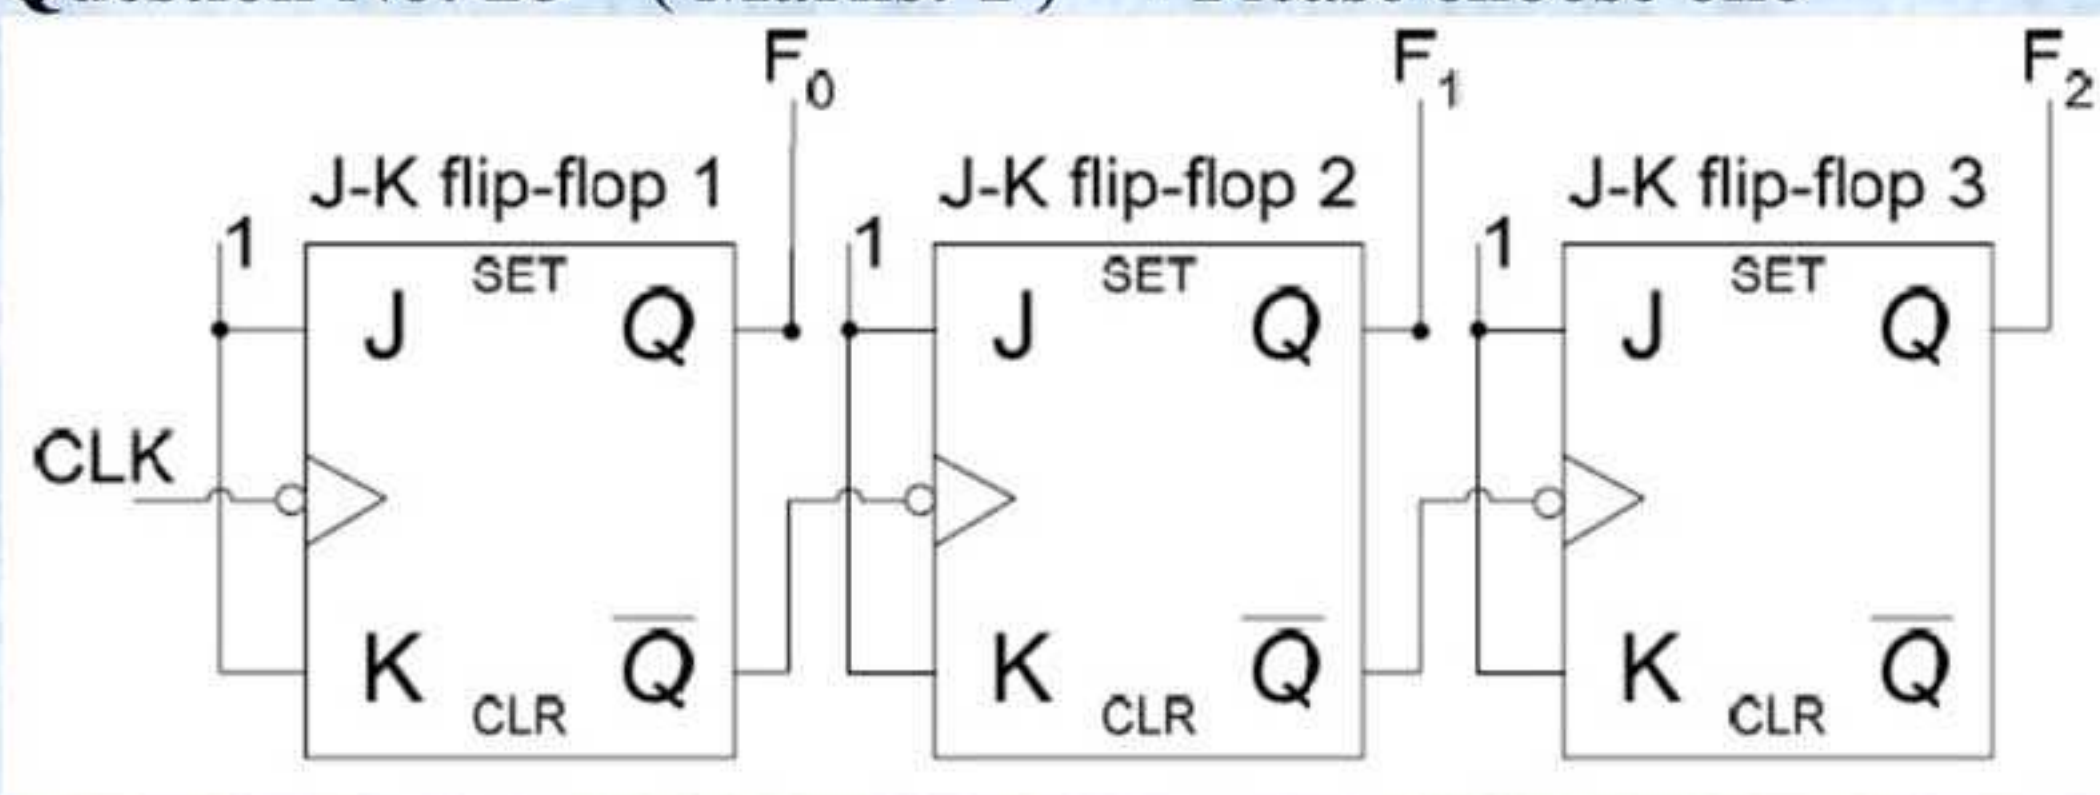 F0 F1 F2
J-K flip-flop 1 J-K flip-flop 2 J-K flip-flop 3
1 1 1
SET SET SET
J Q J Q J Q
CLK
K Q̅ K Q̅ K Q̅
CLR CLR CLR